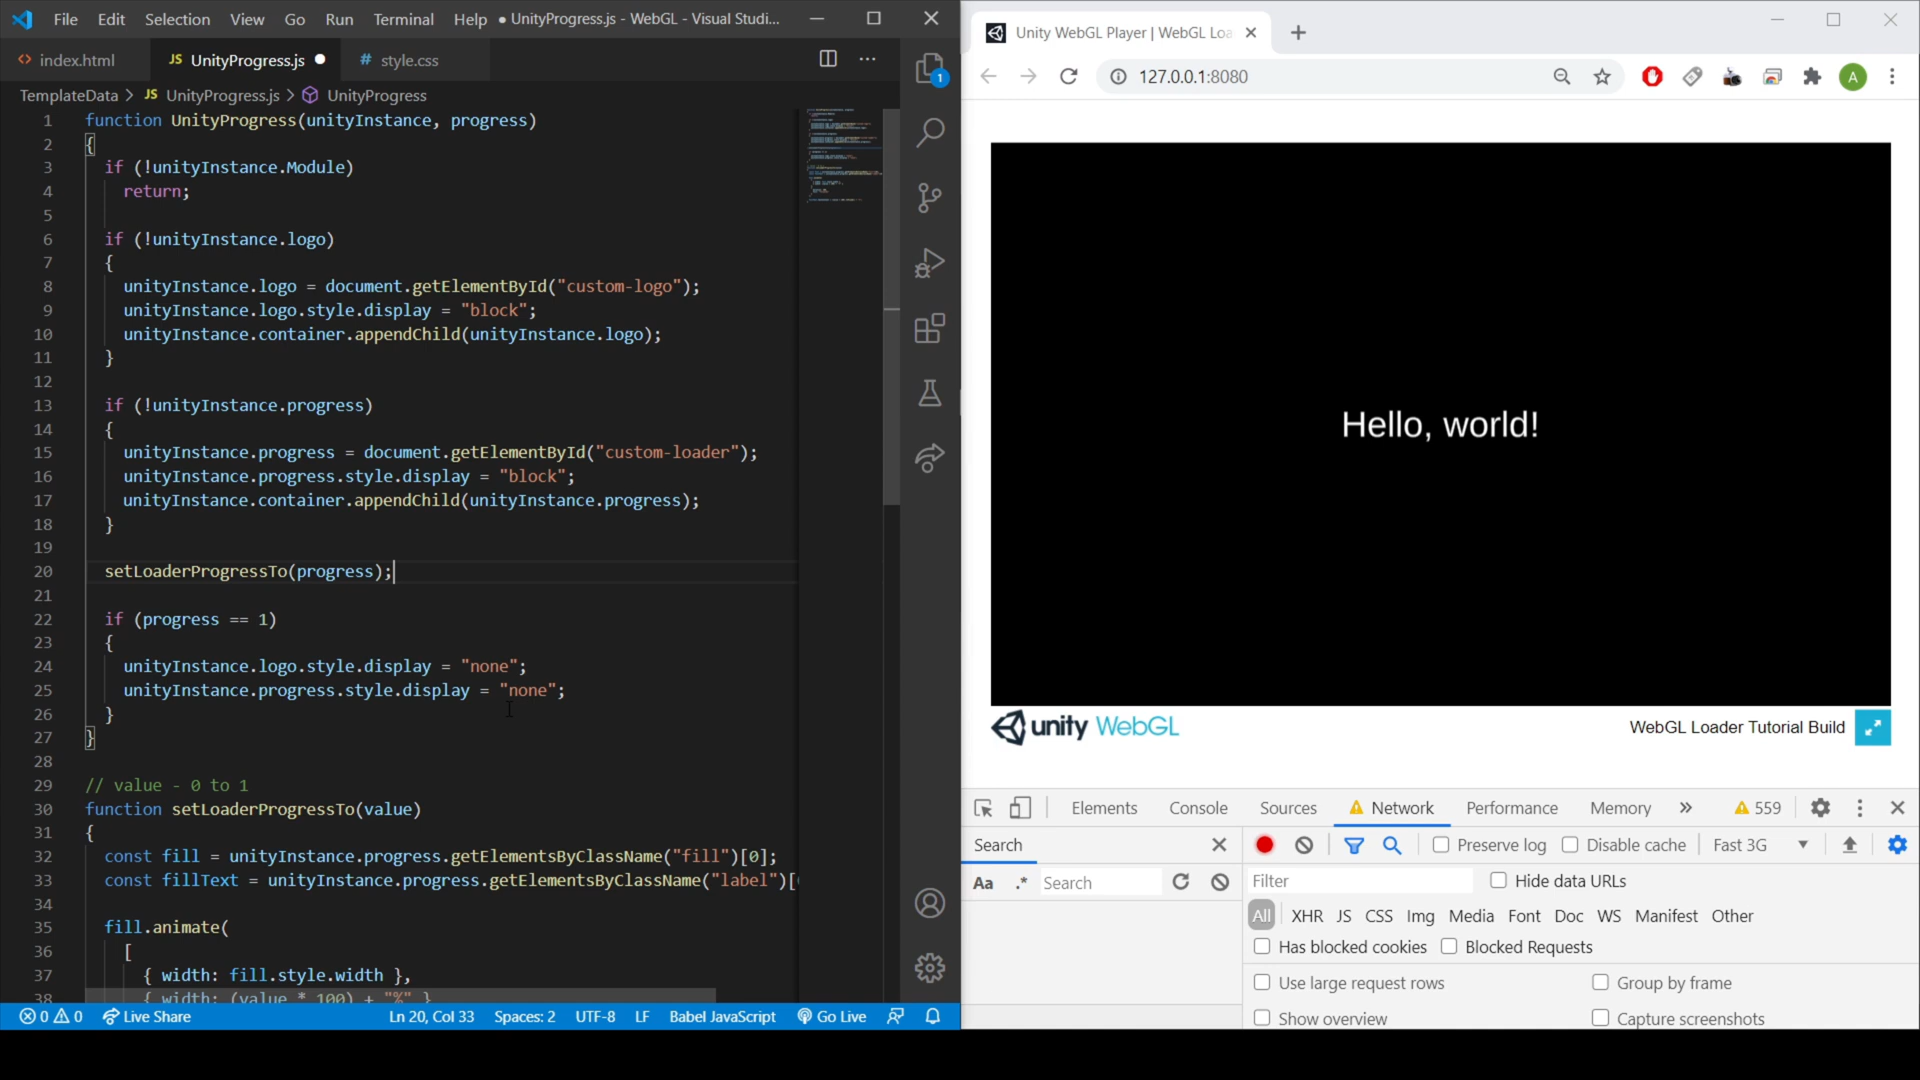 File Edit Selection View Go Run Terminal Help ● UnityProgress.js - WebGL - Visual Studi...
<> index.html JS UnityProgress.js ● # style.css
TemplateData > JS UnityProgress.js > UnityProgress
1 function UnityProgress(unityInstance, progress)
2 {
3 if (!unityInstance.Module)
4 return;
5
6 if (!unityInstance.logo)
7 {
8 unityInstance.logo = document.getElementById("custom-logo");
9 unityInstance.logo.style.display = "block";
10 unityInstance.container.appendChild(unityInstance.logo);
11 }
12
13 if (!unityInstance.progress)
14 {
15 unityInstance.progress = document.getElementById("custom-loader");
16 unityInstance.progress.style.display = "block";
17 unityInstance.container.appendChild(unityInstance.progress);
18 }
19
20 setLoaderProgressTo(progress);
21
22 if (progress == 1)
23 {
24 unityInstance.logo.style.display = "none";
25 unityInstance.progress.style.display = "none";
26 }
27 }
28
29 // value - 0 to 1
30 function setLoaderProgressTo(value)
31 {
32 const fill = unityInstance.progress.getElementsByClassName("fill")[0];
33 const fillText = unityInstance.progress.getElementsByClassName("label")[
34
35 fill.animate(
36 [
37 { width: fill.style.width },
38 { width: (value * 100) + "%" }
1
0 0 Live Share Ln 20, Col 33 Spaces: 2 UTF-8 LF Babel JavaScript Go Live
Unity WebGL Player | WebGL Loa
127.0.0.1:8080
A
Hello, world!
unity WebGL
WebGL Loader Tutorial Build
Elements Console Sources Network Performance Memory » 559
Search
Preserve log Disable cache Fast 3G
Aa .* Search
Filter Hide data URLs
All XHR JS CSS Img Media Font Doc WS Manifest Other
Has blocked cookies Blocked Requests
Use large request rows Group by frame
Show overview Capture screenshots